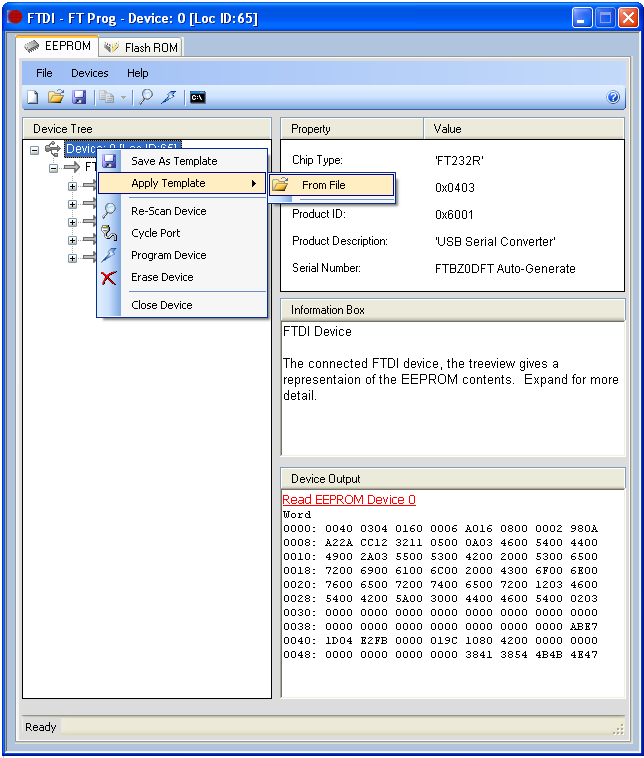 FTDI - FT Prog - Device: 0 [Loc ID:65]
EEPROM
Flash ROM
File Devices Help
C:\
Device Tree
Property Value
Device: 0 [Loc ID:65]
Save As Template
Apply Template
From File
Re-Scan Device
Cycle Port
Program Device
Erase Device
Close Device
Chip Type: 'FT232R'
0x0403
Product ID: 0x6001
Product Description: 'USB Serial Converter'
Serial Number: FTBZ0DFT Auto-Generate
Information Box
FTDI Device
The connected FTDI device, the treeview gives a
representaion of the EEPROM contents. Expand for more
detail.
Device Output
Read EEPROM Device 0
Word
0000: 0040 0304 0160 0006 A016 0800 0002 980A
0008: A22A CC12 3211 0500 0A03 4600 5400 4400
0010: 4900 2A03 5500 5300 4200 2000 5300 6500
0018: 7200 6900 6100 6C00 2000 4300 6F00 6E00
0020: 7600 6500 7200 7400 6500 7200 1203 4600
0028: 5400 4200 5A00 3000 4400 4600 5400 0203
0030: 0000 0000 0000 0000 0000 0000 0000 0000
0038: 0000 0000 0000 0000 0000 0000 0000 ABE7
0040: 1D04 E2FB 0000 019C 1080 4200 0000 0000
0048: 0000 0000 0000 0000 3841 3854 4B4B 4E47
Ready